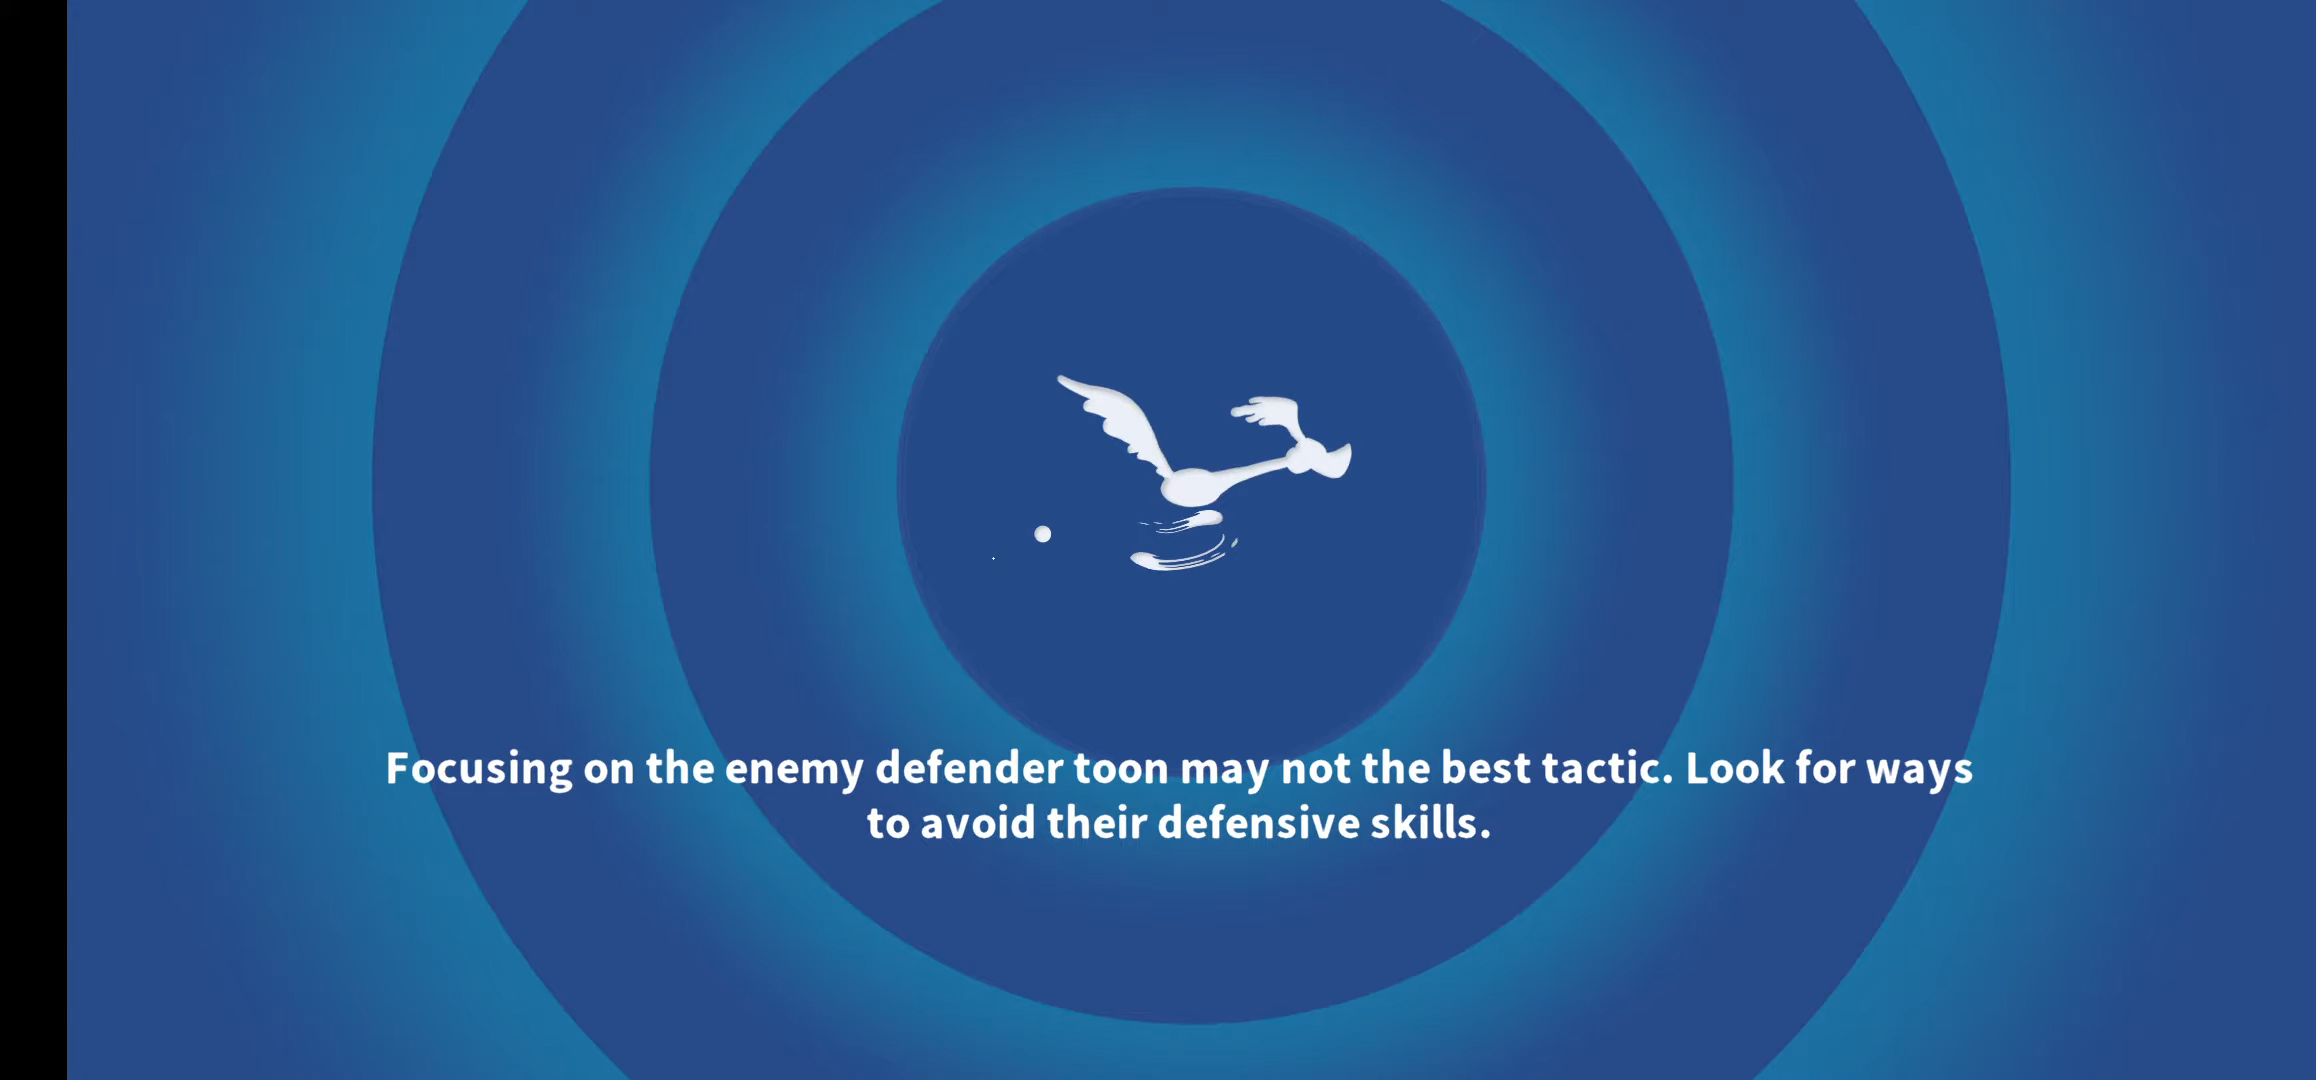 Focusing on the enemy defender toon may not the best tactic. Look for ways
to avoid their defensive skills.